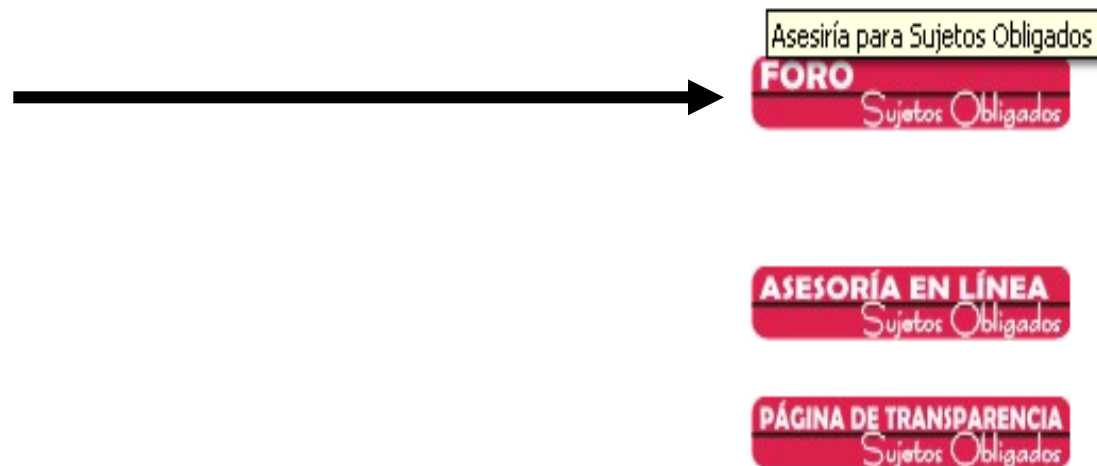 Asesiría para Sujetos Obligados
FORO
Sujetos Obligados
ASESORÍA EN LÍNEA
Sujetos Obligados
PÁGINA DE TRANSPARENCIA
Sujetos Obligados